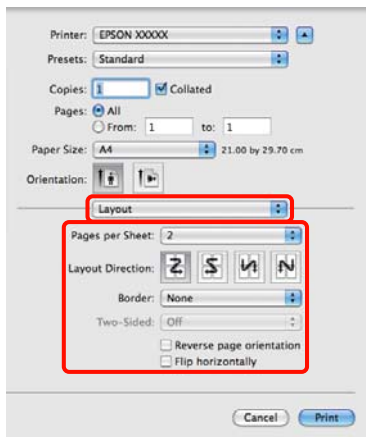 Printer: EPSON XXXXX
Presets: Standard
Copies: 1 Collated
Pages: All
From: 1 to: 1
Paper Size: A4 21.00 by 29.70 cm
Orientation:
Layout
Pages per Sheet: 2
Layout Direction:
Border: None
Two-Sided: Off
Reverse page orientation
Flip horizontally
Cancel Print